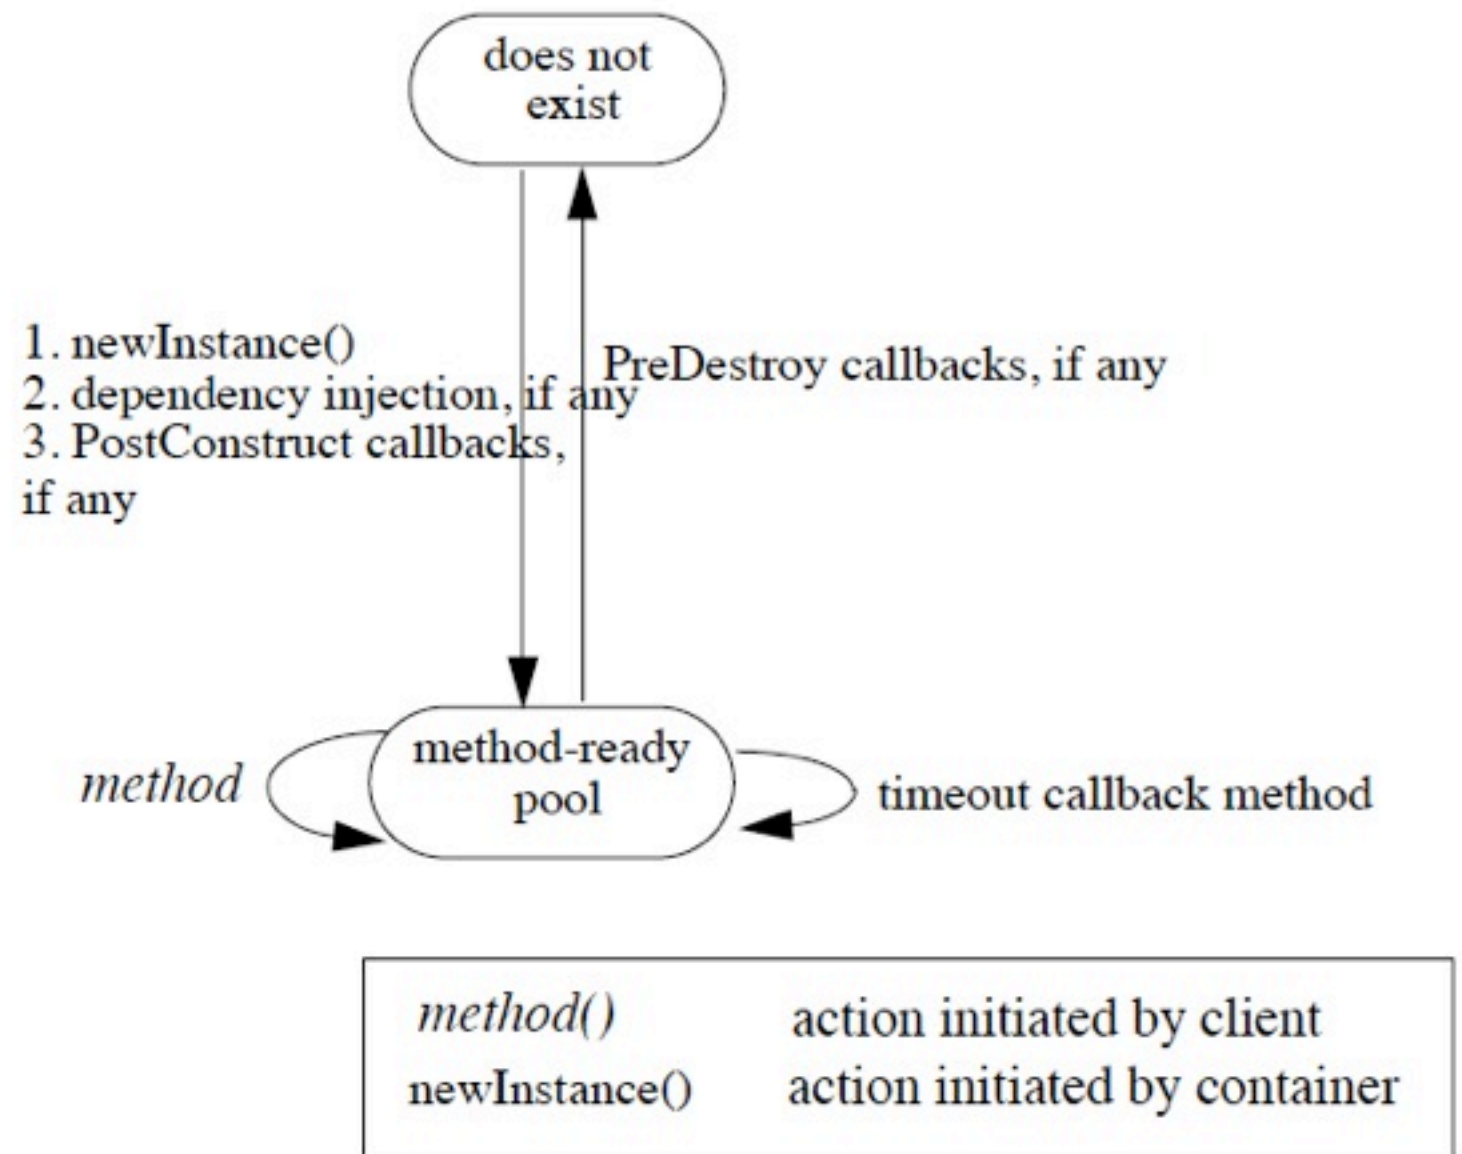 does not
exist
1. newInstance()
2. dependency injection, if any
3. PostConstruct callbacks,
if any
PreDestroy callbacks, if any
method
method-ready
pool
timeout callback method
method() action initiated by client
newInstance() action initiated by container